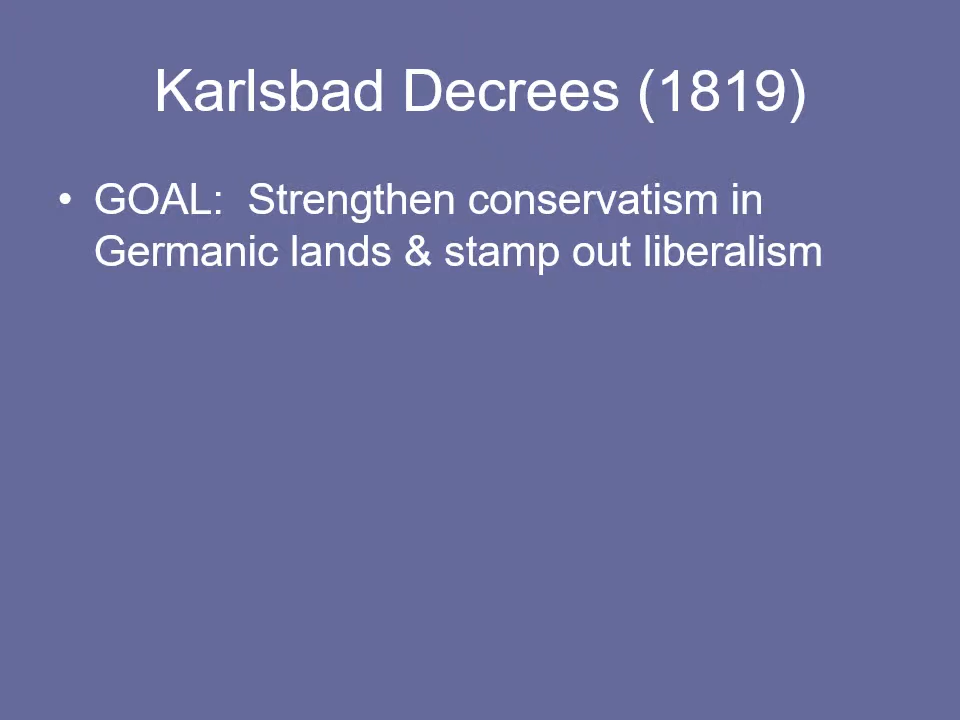 Karlsbad Decrees (1819)
• GOAL:  Strengthen conservatism in
Germanic lands & stamp out liberalism